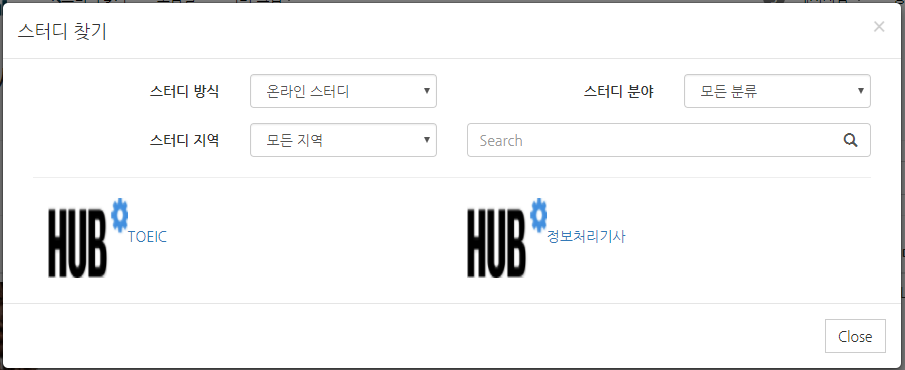 스터디 찾기
×
스터디 방식 온라인 스터디 스터디 분야 모든 분류
스터디 지역 모든 지역 Search
HUB TOEIC HUB 정보처리기사
Close